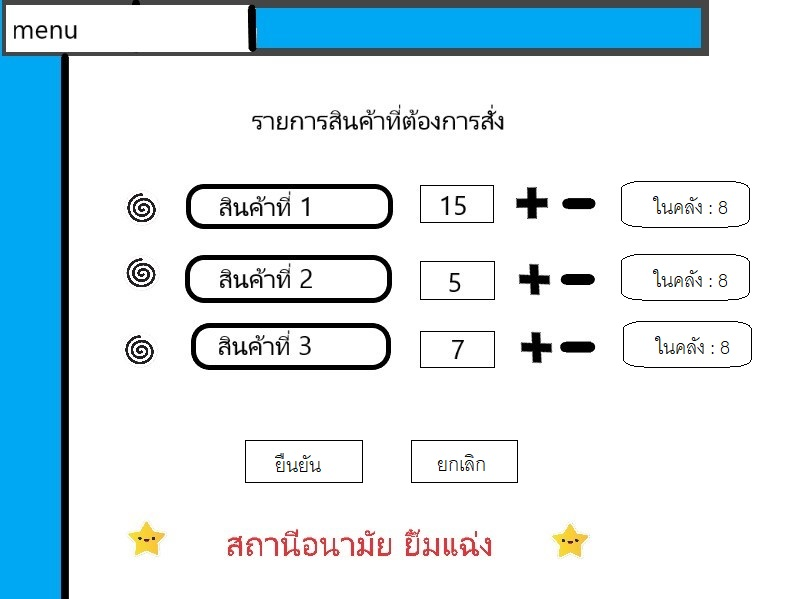 menu
รายการสินค้าที่ต้องการสั่ง
สินค้าที่ 1 15 ในคลัง : 8
สินค้าที่ 2 5 ในคลัง : 8
สินค้าที่ 3 7 ในคลัง : 8
ยืนยัน ยกเลิก
สถานีอนามัย ยิ๊มแฉ่ง